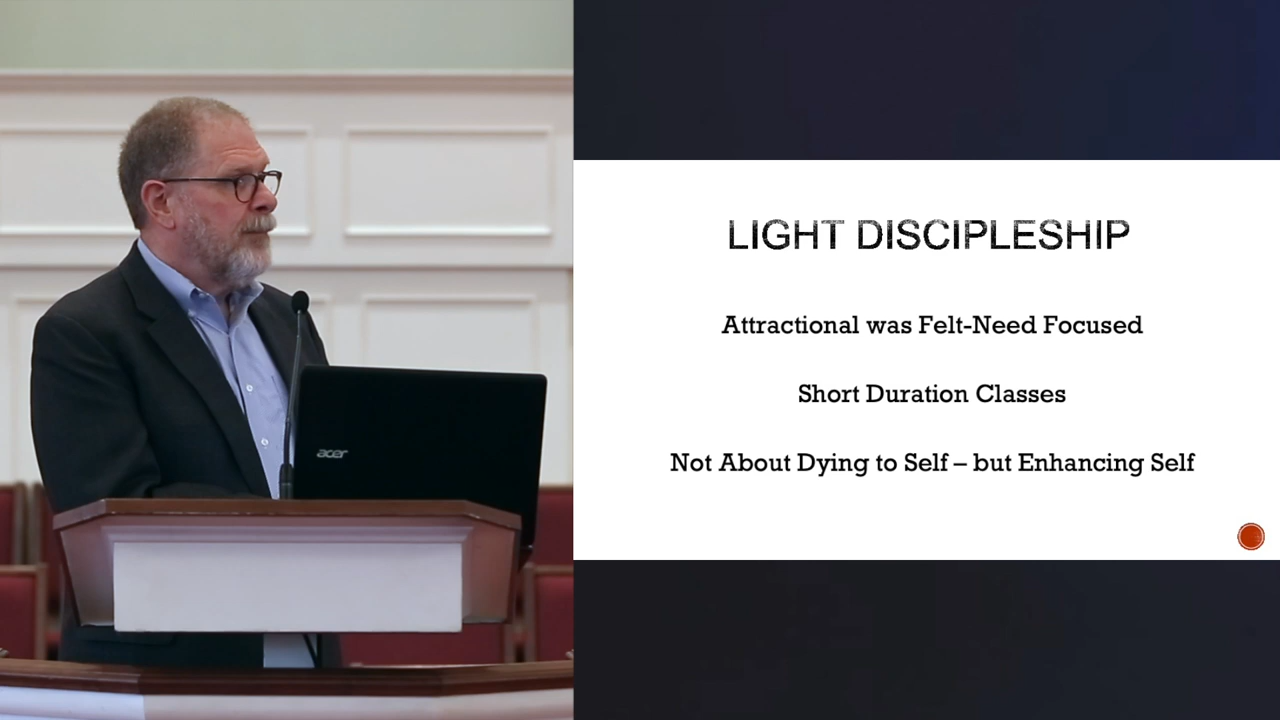 acer
LIGHT DISCIPLESHIP
Attractional was Felt-Need Focused
Short Duration Classes
Not About Dying to Self – but Enhancing Self